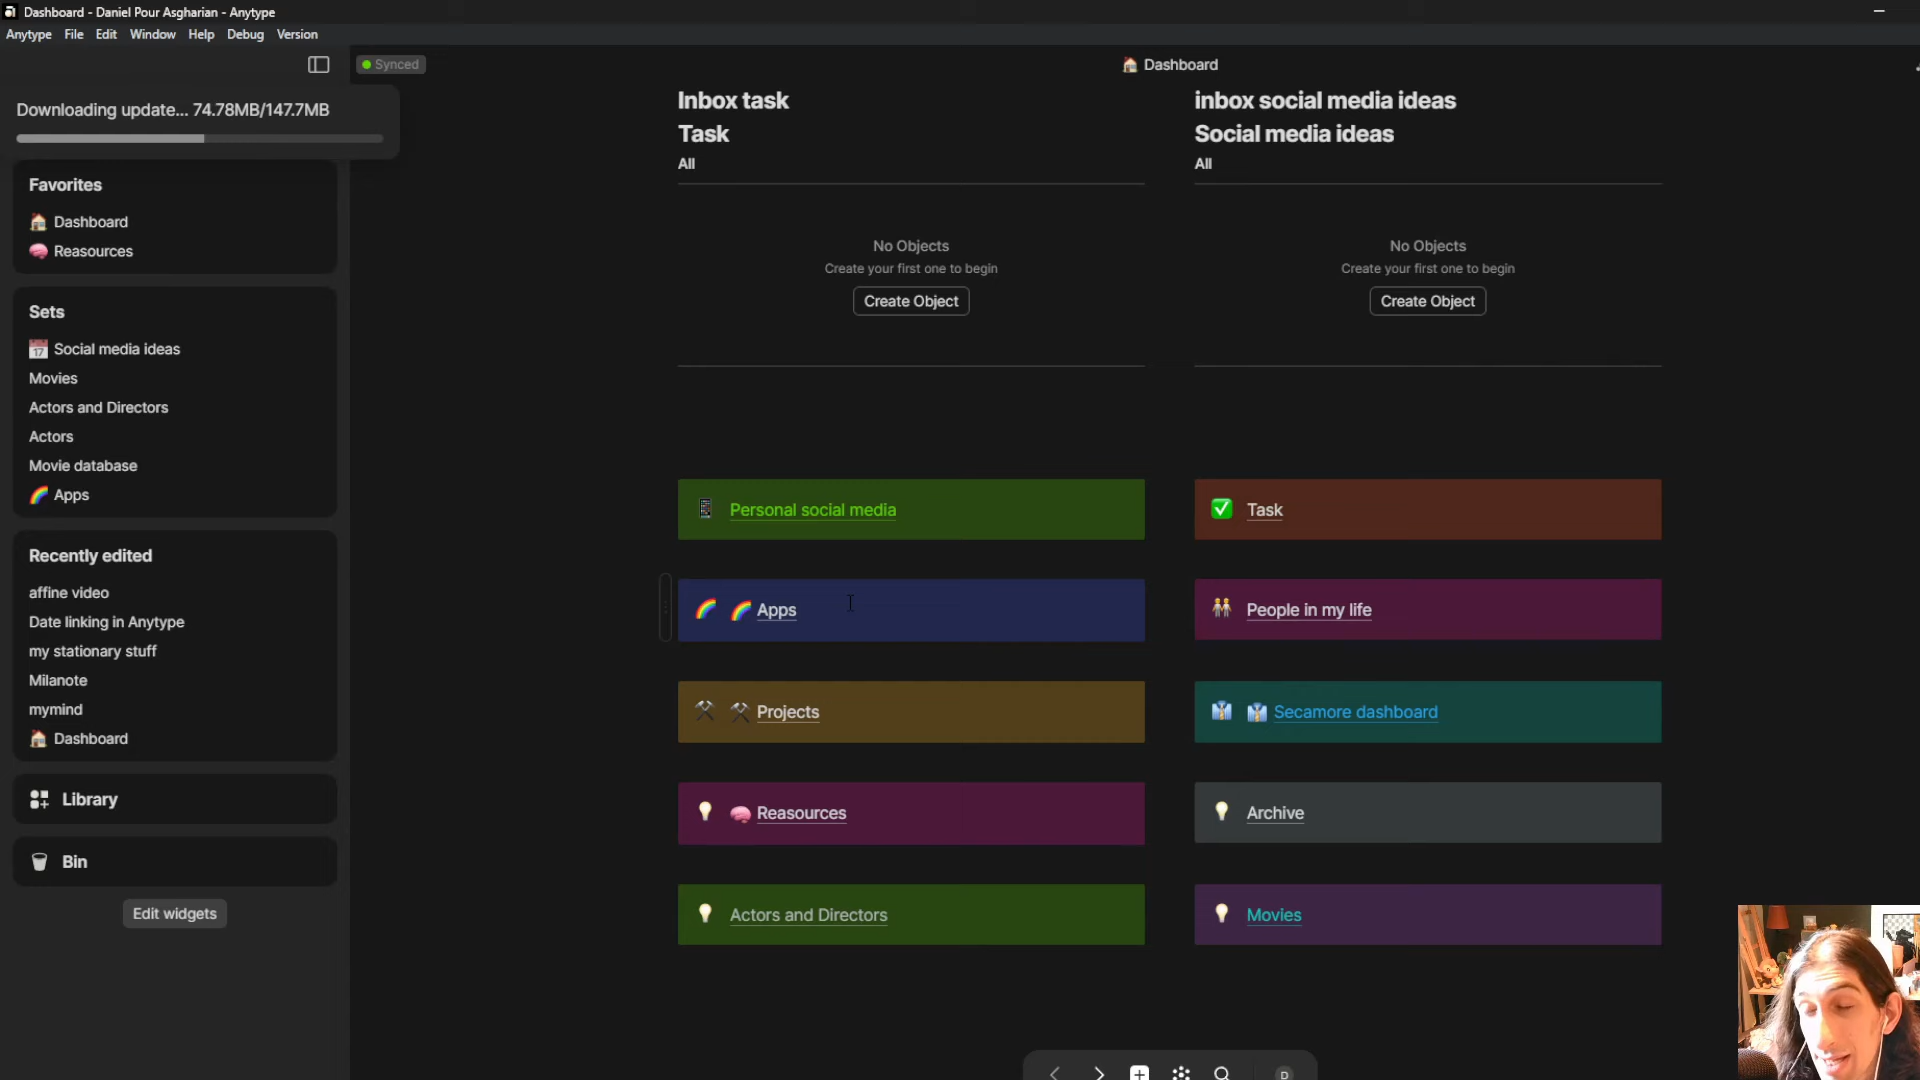 Dashboard - Daniel Pour Asgharian - Anytype
Anytype File Edit Window Help Debug Version
Synced
Dashboard
Downloading update... 74.78MB/147.7MB
Favorites
Dashboard
Reasources
Sets
17
Social media ideas
Movies
Actors and Directors
Actors
Movie database
Apps
Recently edited
affine video
Date linking in Anytype
my stationary stuff
Milanote
mymind
Dashboard
Library
Bin
Edit widgets
Inbox task
Task
All
No Objects
Create your first one to begin
Create Object
inbox social media ideas
Social media ideas
All
No Objects
Create your first one to begin
Create Object
Personal social media
Task
Apps
People in my life
Projects
Secamore dashboard
Reasources
Archive
Actors and Directors
Movies
D